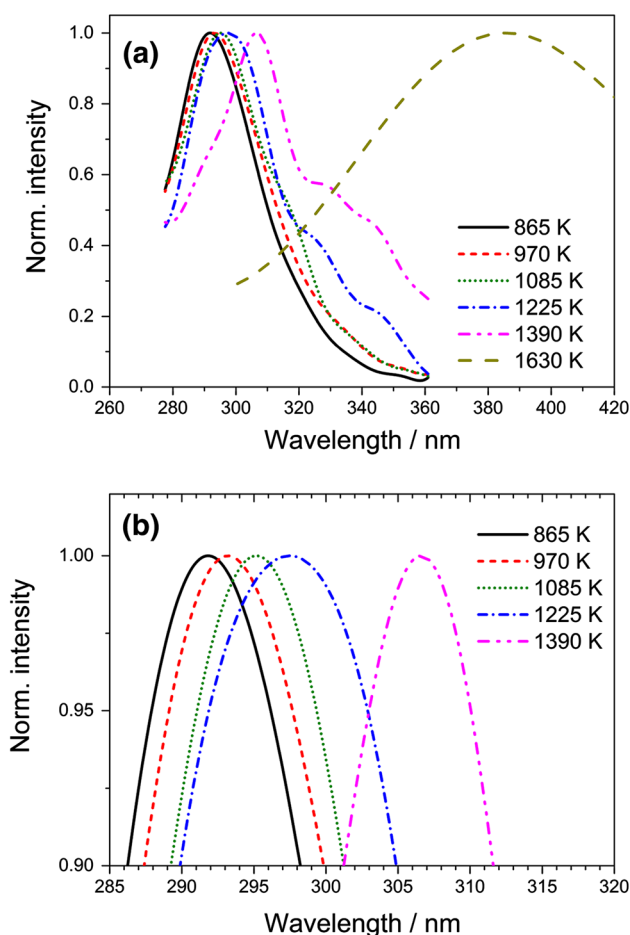 (a)
Norm. intensity
1.0
0.8
0.6
0.4
0.2
0.0
865 K
970 K
1085 K
1225 K
1390 K
1630 K
260 280 300 320 340 360 380 400 420
Wavelength / nm
(b)
Norm. intensity
1.00
0.95
0.90
865 K
970 K
1085 K
1225 K
1390 K
285 290 295 300 305 310 315 320
Wavelength / nm